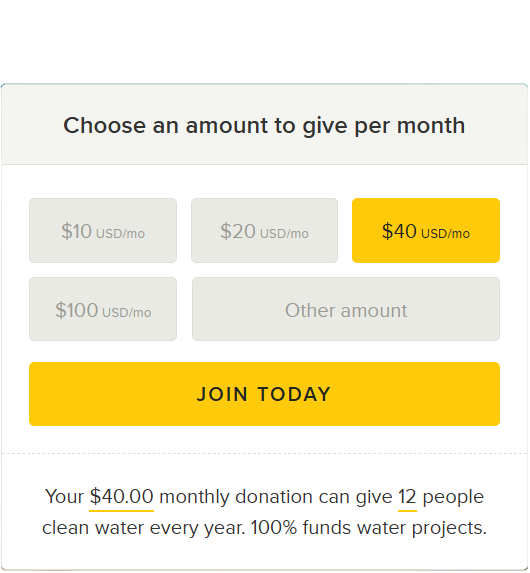 Choose an amount to give per month
$10 USD/mo
$20 USD/mo
$40 USD/mo
$100 USD/mo
Other amount
JOIN TODAY
Your $40.00 monthly donation can give 12 people
clean water every year. 100% funds water projects.